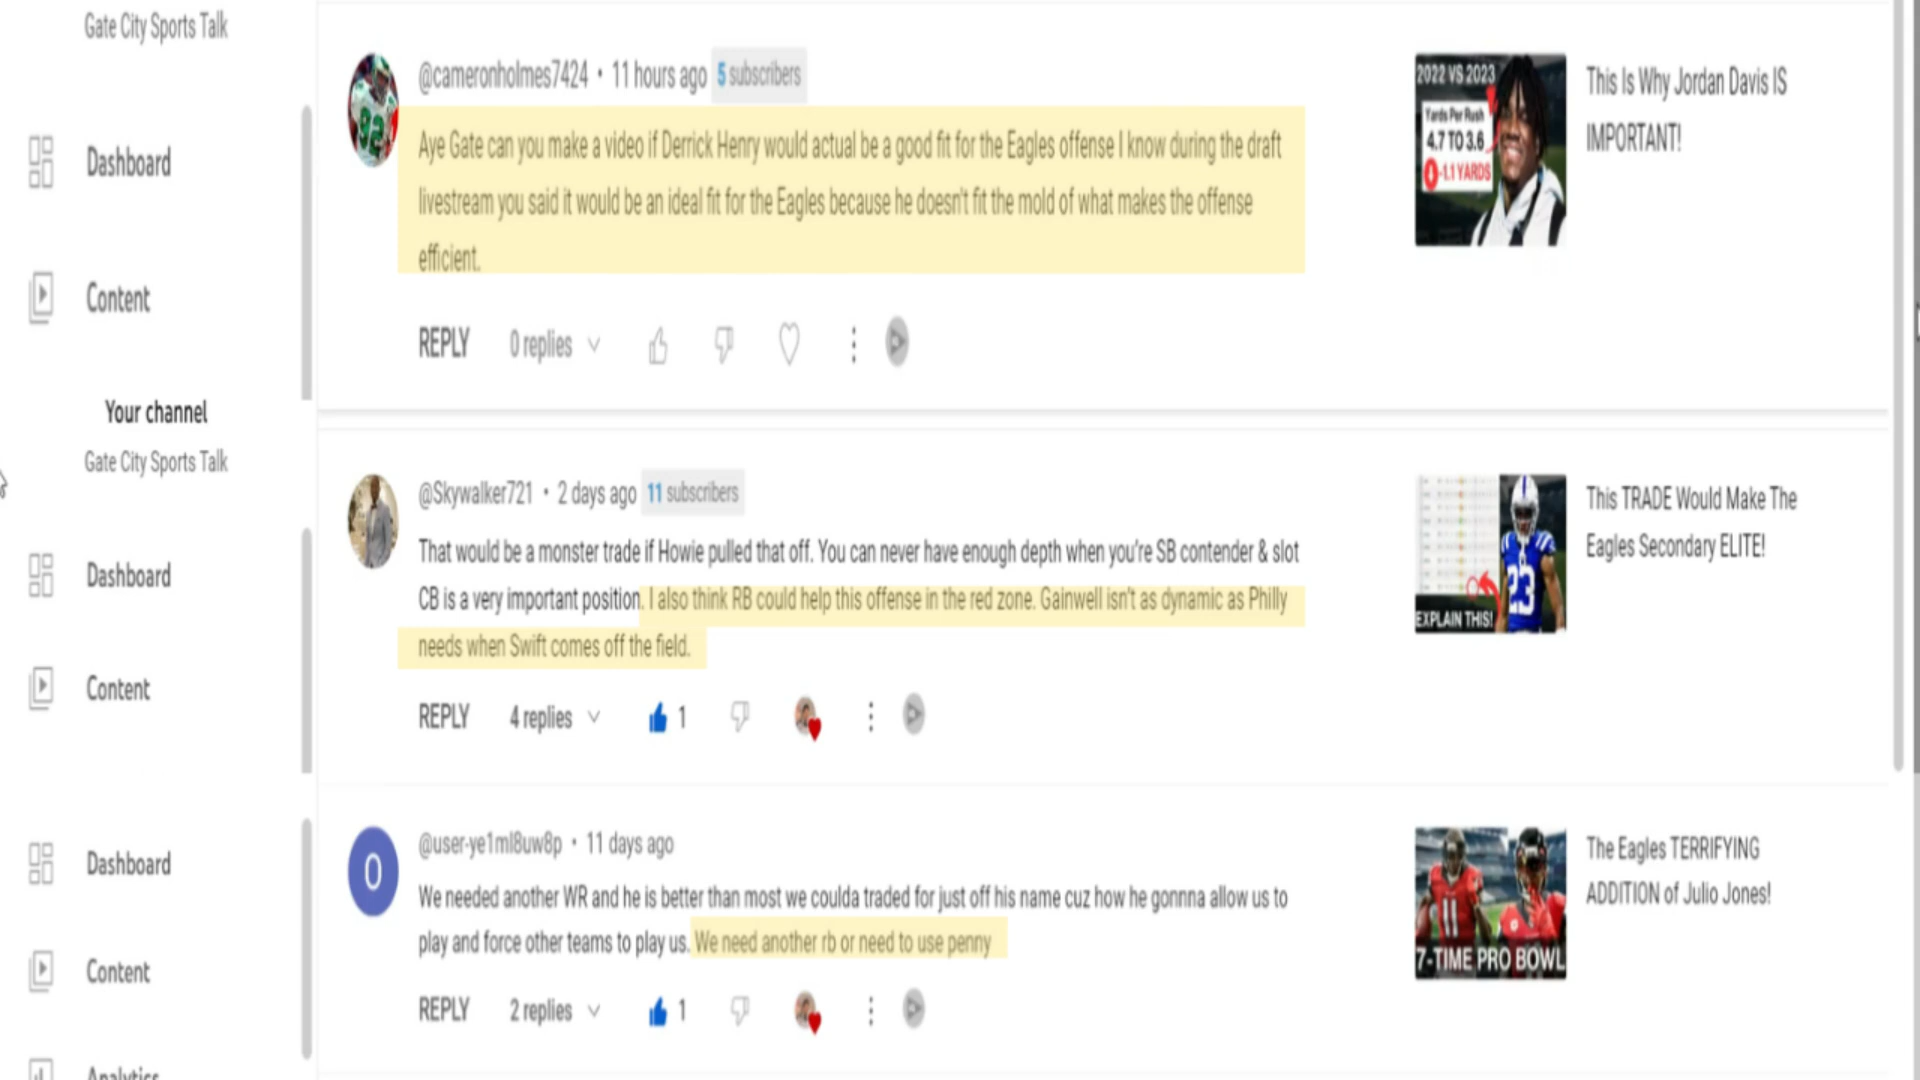 Gate City Sports Talk
Dashboard
Content
Your channel
Gate City Sports Talk
Dashboard
Content
Dashboard
Content
Analytics
@cameronholmes7424 • 11 hours ago 5 subscribers
Aye Gate can you make a video if Derrick Henry would actual be a good fit for the Eagles offense I know during the draft
livestream you said it would be an ideal fit for the Eagles because he doesn't fit the mold of what makes the offense
efficient.
REPLY 0 replies
2022 VS 2023
Yards Per Rush
4.7 TO 3.6
-1.1 YARDS
This Is Why Jordan Davis IS
IMPORTANT!
@Skywalker721 • 2 days ago 11 subscribers
That would be a monster trade if Howie pulled that off. You can never have enough depth when you're SB contender & slot
CB is a very important position. I also think RB could help this offense in the red zone. Gainwell isn't as dynamic as Philly
needs when Swift comes off the field.
REPLY 4 replies 1
23
EXPLAIN THIS!
This TRADE Would Make The
Eagles Secondary ELITE!
O
@user-ye1ml8uw8p • 11 days ago
We needed another WR and he is better than most we coulda traded for just off his name cuz how he gonnna allow us to
play and force other teams to play us. We need another rb or need to use penny
REPLY 2 replies 1
11
7-TIME PRO BOWL
The Eagles TERRIFYING
ADDITION of Julio Jones!